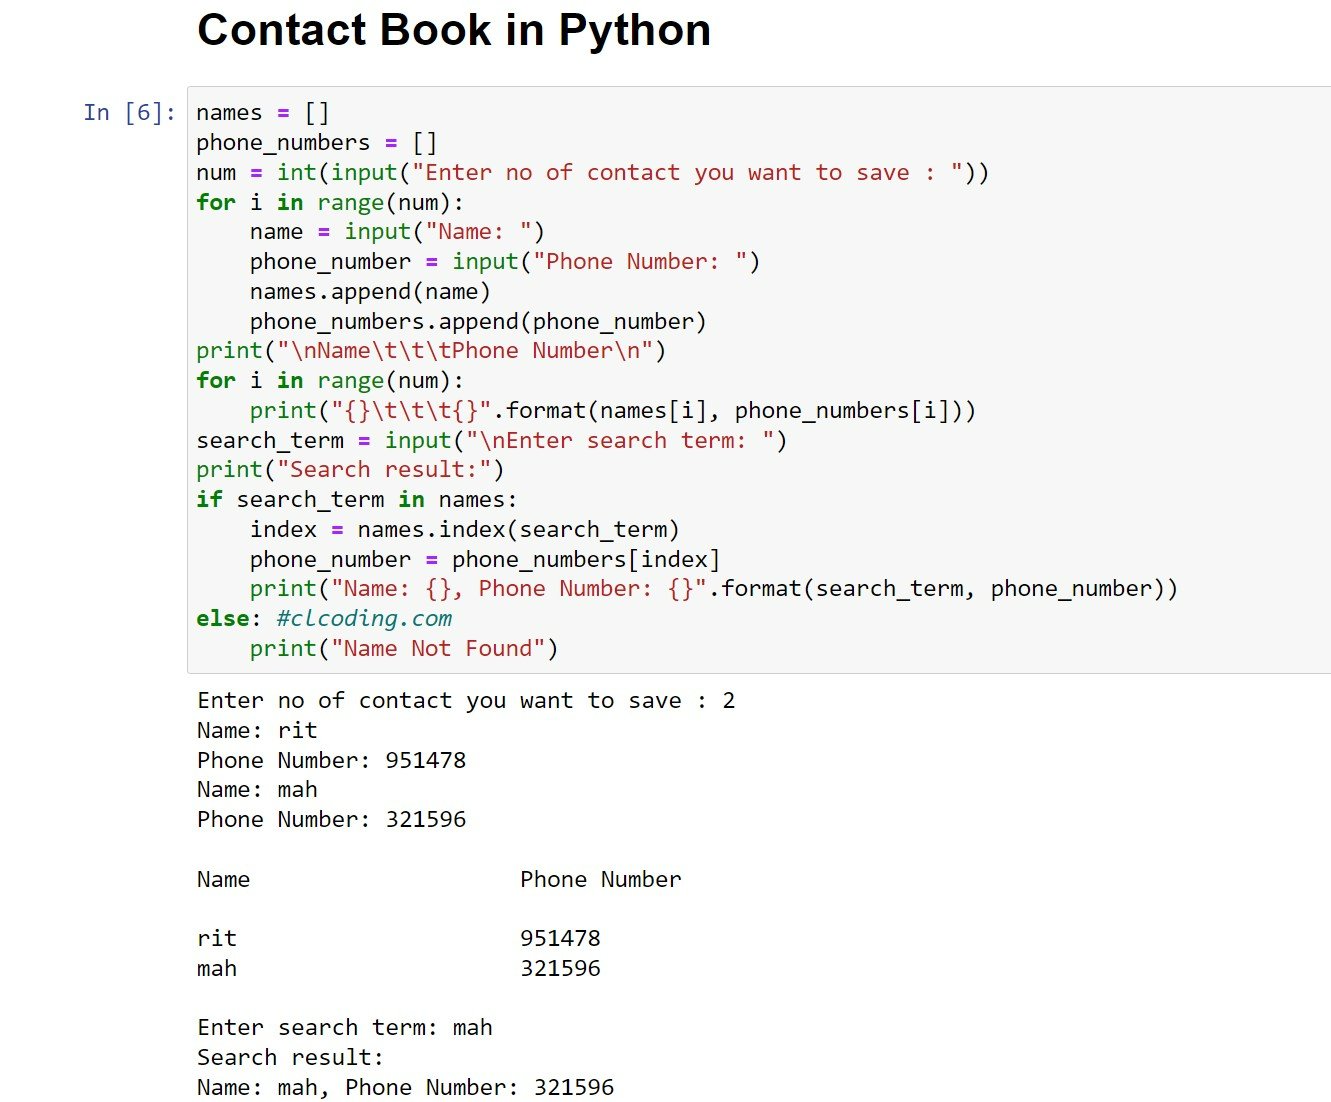 Contact Book in Python
In [6]: names = []
phone_numbers = []
num = int(input("Enter no of contact you want to save : "))
for i in range(num):
    name = input("Name: ")
    phone_number = input("Phone Number: ")
    names.append(name)
    phone_numbers.append(phone_number)
print("\nName\t\t\tPhone Number\n")
for i in range(num):
    print("{}\t\t\t{}".format(names[i], phone_numbers[i]))
search_term = input("\nEnter search term: ")
print("Search result:")
if search_term in names:
    index = names.index(search_term)
    phone_number = phone_numbers[index]
    print("Name: {}, Phone Number: {}".format(search_term, phone_number))
else: #clcoding.com
    print("Name Not Found")
Enter no of contact you want to save : 2
Name: rit
Phone Number: 951478
Name: mah
Phone Number: 321596
Name                    Phone Number
rit                     951478
mah                     321596
Enter search term: mah
Search result:
Name: mah, Phone Number: 321596